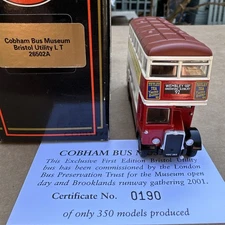 Cobham Bus Museum
Bristol Utility L T
26502A
COBHAM BUS M
This Exclusive First Edition Bristol Utility
bus has been commissioned by the London
Bus Preservation Trust for the Museum open
day and Brooklands runway gathering 2001.
Certificate No. 0190
of only 350 models produced